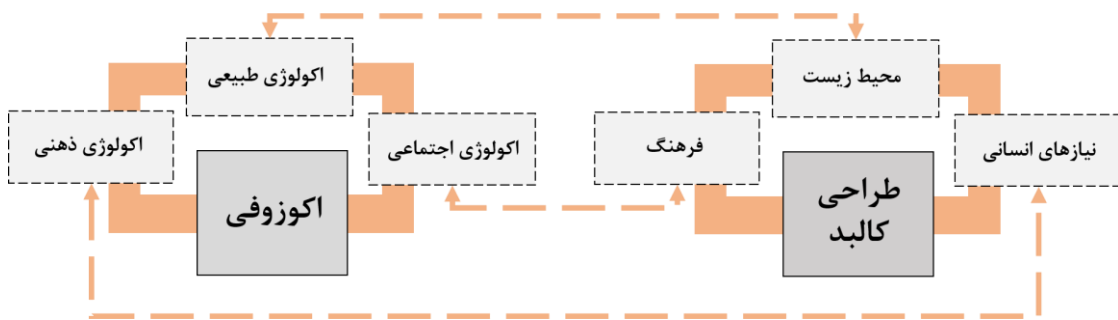 محیط زیست
نیازهای انسانی
فرهنگ
طراحی
کالبد
اکولوژی طبیعی
اکولوژی اجتماعی
اکولوژی ذهنی
اکوزوفی